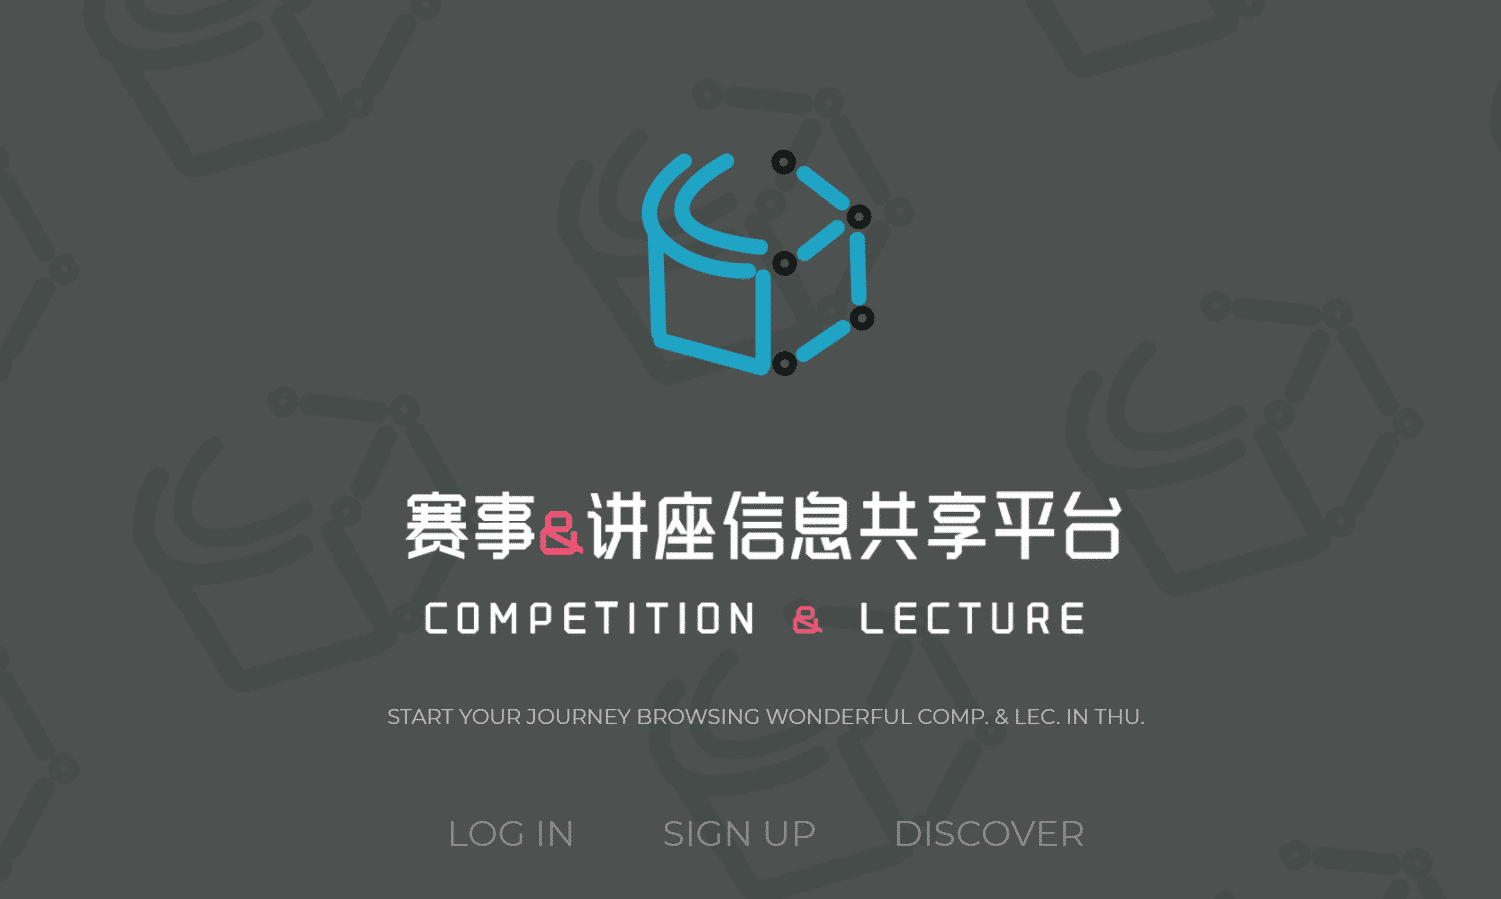 赛事&讲座信息共享平台
COMPETITION & LECTURE
START YOUR JOURNEY BROWSING WONDERFUL COMP. & LEC. IN THU.
LOG IN SIGN UP DISCOVER